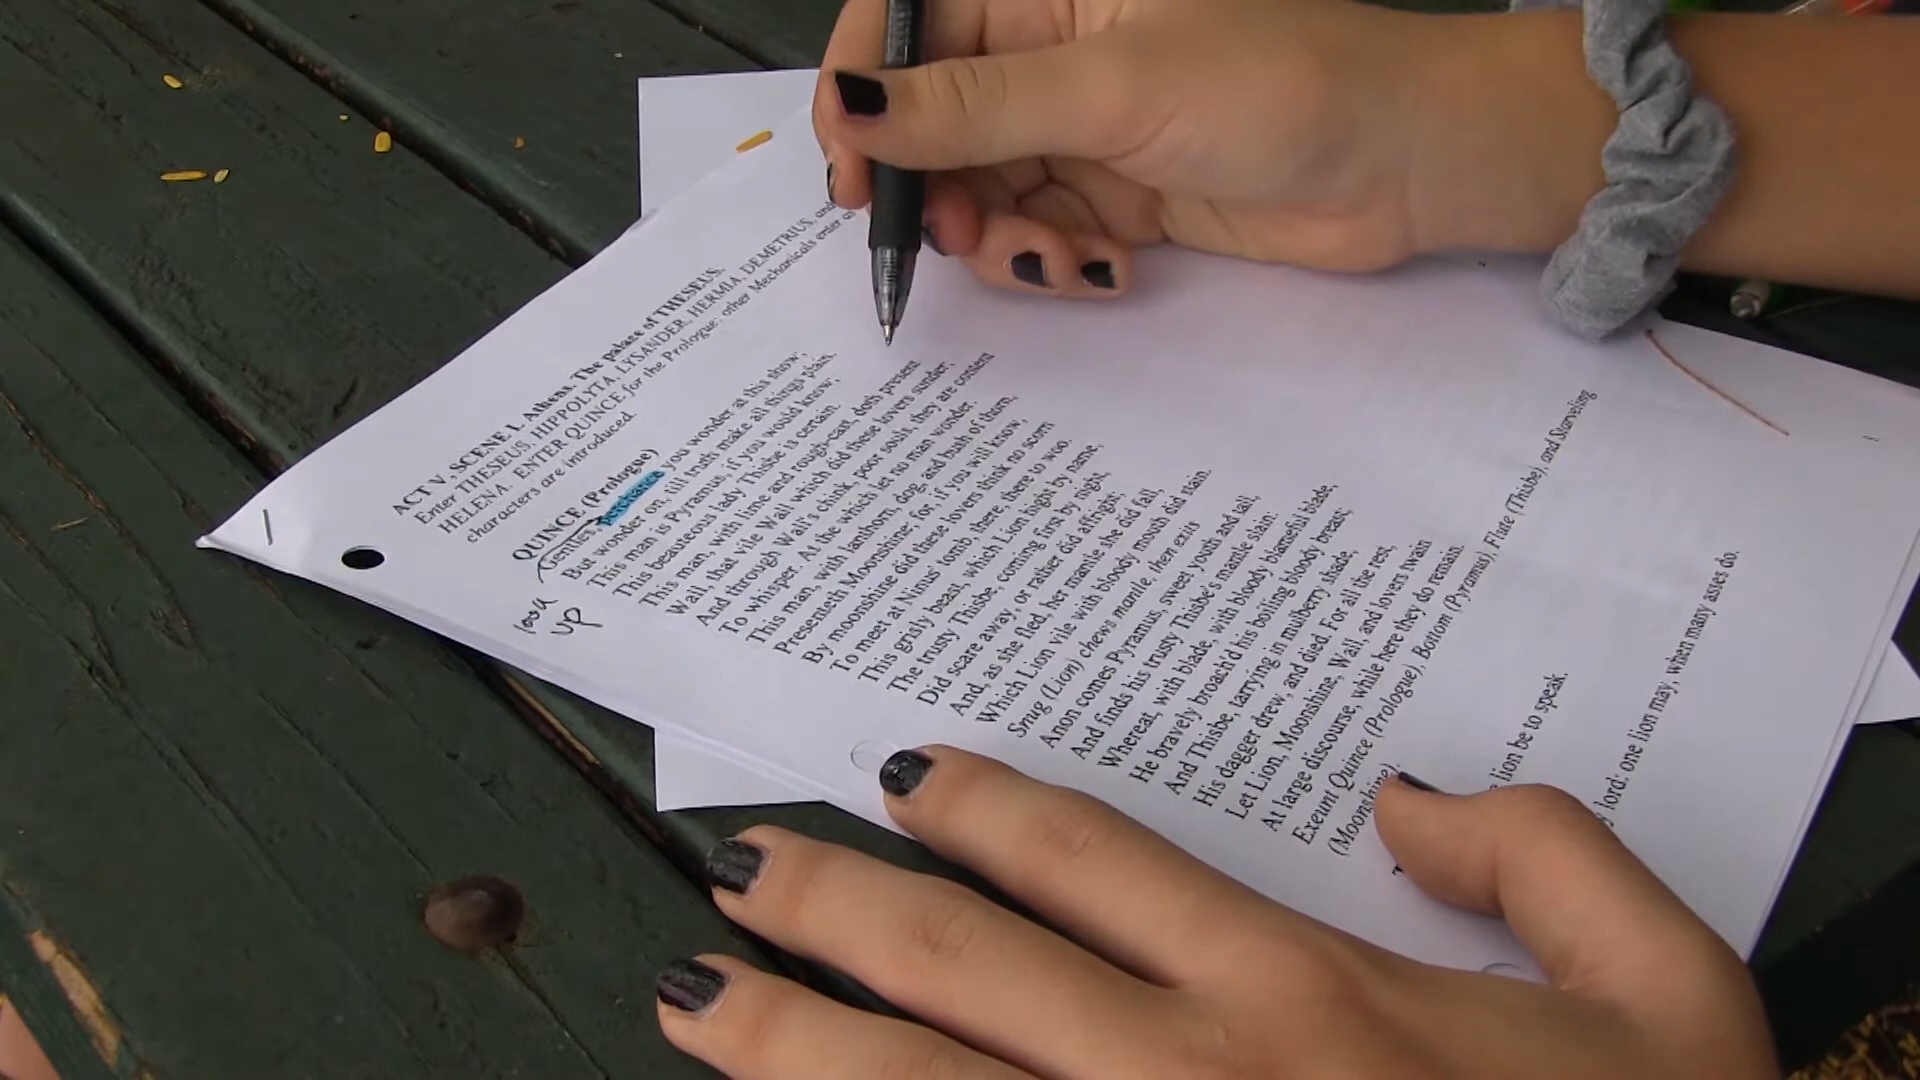 ACT V, SCENE I. Athens. The palace of THESEUS.
Enter THESEUS, HIPPOLYTA, LYSANDER, HERMIA, DEMETRIUS, and
HELENA. ENTER QUINCE for the Prologue; other Mechanicals enter as
characters are introduced.
QUINCE (Prologue)
Gentles perchance you wonder at this show;
But wonder on, till truth make all things plain.
This man is Pyramus, if you would know;
This beauteous lady Thisbe is certain.
This man, with lime and rough-cast, doth present
Wall, that vile Wall which did these lovers sunder;
And through Wall's chink, poor souls, they are content
To whisper. At the which let no man wonder.
This man, with lanthorn, dog, and bush of thorn,
Presenteth Moonshine; for, if you will know,
By moonshine did these lovers think no scorn
To meet at Ninus' tomb there, there to woo.
This grisly beast, which Lion hight by name,
The trusty Thisbe, coming first by night,
Did scare away, or rather did affright;
And, as she fled, her mantle she did fall,
Which Lion vile with bloody mouth did stain.
Smug (Lion) chews mantle, then exits
Anon comes Pyramus, sweet youth and tall,
And finds his trusty Thisbe's mantle slain:
Whereat, with blade, with bloody blameful blade,
He bravely broach'd his boiling bloody breast;
And Thisbe, tarrying in mulberry shade,
His dagger drew, and died. For all the rest,
Let Lion, Moonshine, Wall, and lovers twain
At large discourse, while here they do remain.
Exeunt Quince (Prologue), Bottom (Pyramus), Flute (Thisbe), and Starveling
(Moonshine).
lion be to speak.
lord: one lion may, when many asses do.
look
up